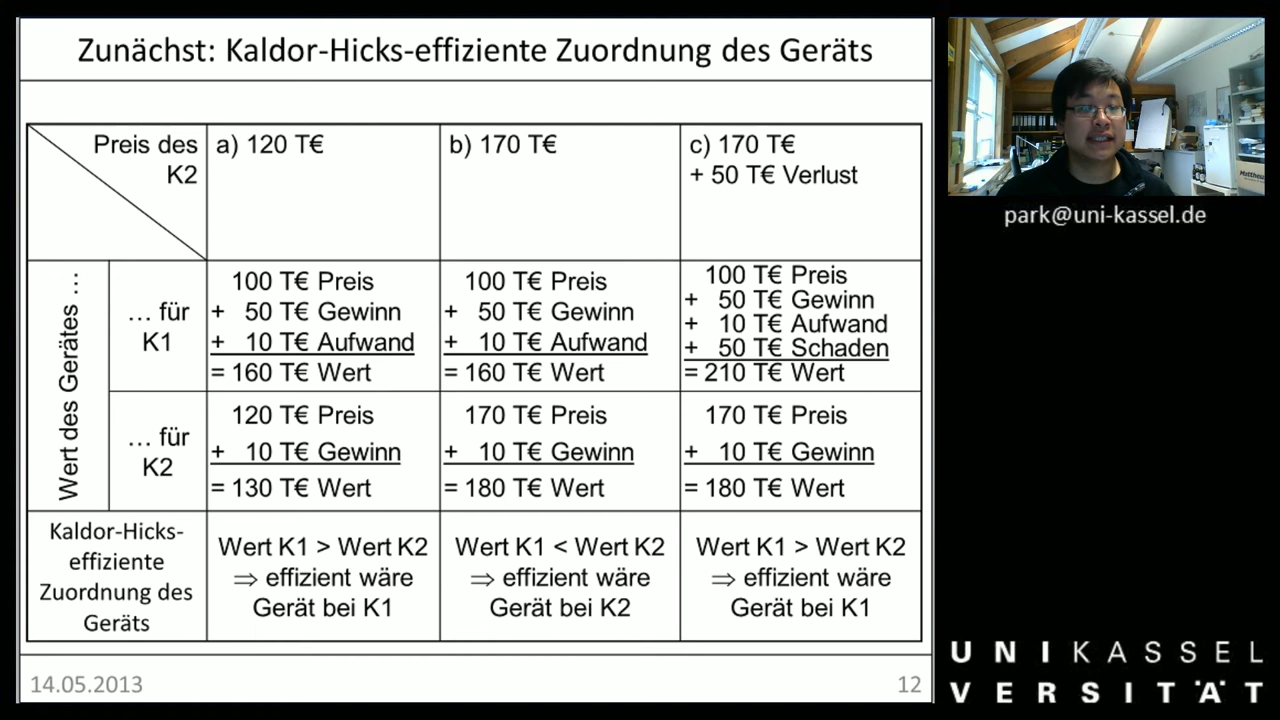 Zunächst: Kaldor-Hicks-effiziente Zuordnung des Geräts
Preis des
K2
a) 120 T€
b) 170 T€
c) 170 T€
+ 50 T€ Verlust
Wert des Gerätes …
… für
K1
100 T€ Preis
+ 50 T€ Gewinn
+ 10 T€ Aufwand
= 160 T€ Wert
100 T€ Preis
+ 50 T€ Gewinn
+ 10 T€ Aufwand
= 160 T€ Wert
100 T€ Preis
+ 50 T€ Gewinn
+ 10 T€ Aufwand
+ 50 T€ Schaden
= 210 T€ Wert
… für
K2
120 T€ Preis
+ 10 T€ Gewinn
= 130 T€ Wert
170 T€ Preis
+ 10 T€ Gewinn
= 180 T€ Wert
170 T€ Preis
+ 10 T€ Gewinn
= 180 T€ Wert
Kaldor-Hicks-
effiziente
Zuordnung des
Geräts
Wert K1 > Wert K2
⇒ effizient wäre
Gerät bei K1
Wert K1 < Wert K2
⇒ effizient wäre
Gerät bei K2
Wert K1 > Wert K2
⇒ effizient wäre
Gerät bei K1
14.05.2013
12
park@uni-kassel.de
UNIKASSEL
VERSITÄT